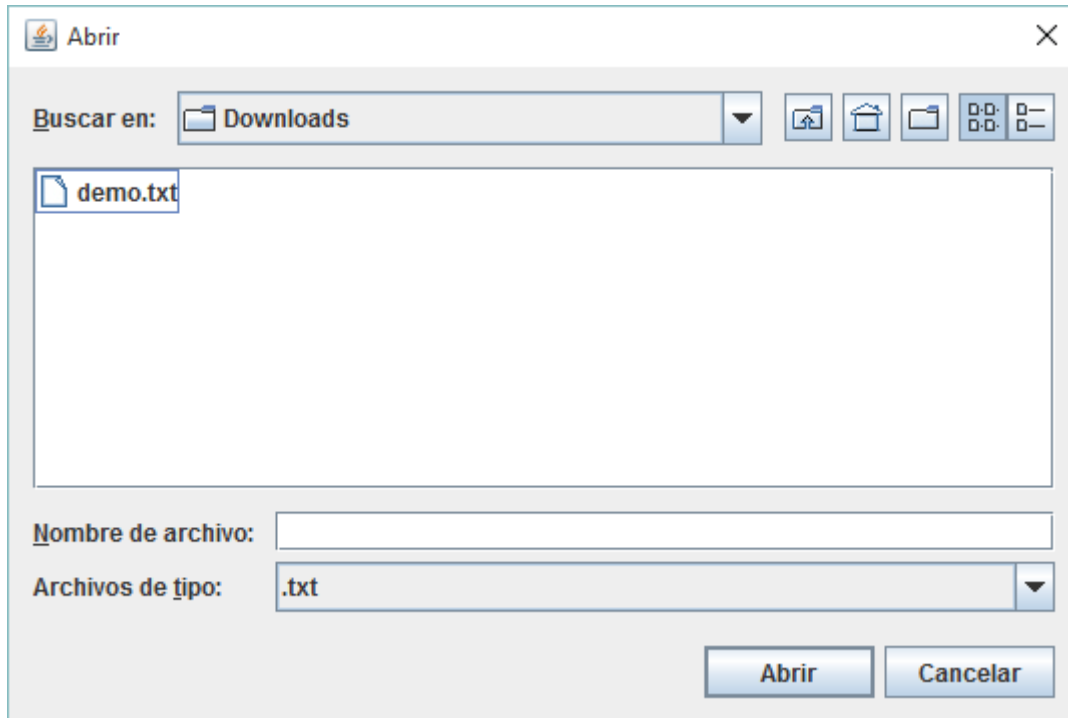 Abrir
Buscar en: Downloads
demo.txt
Nombre de archivo:
Archivos de tipo: .txt
Abrir Cancelar